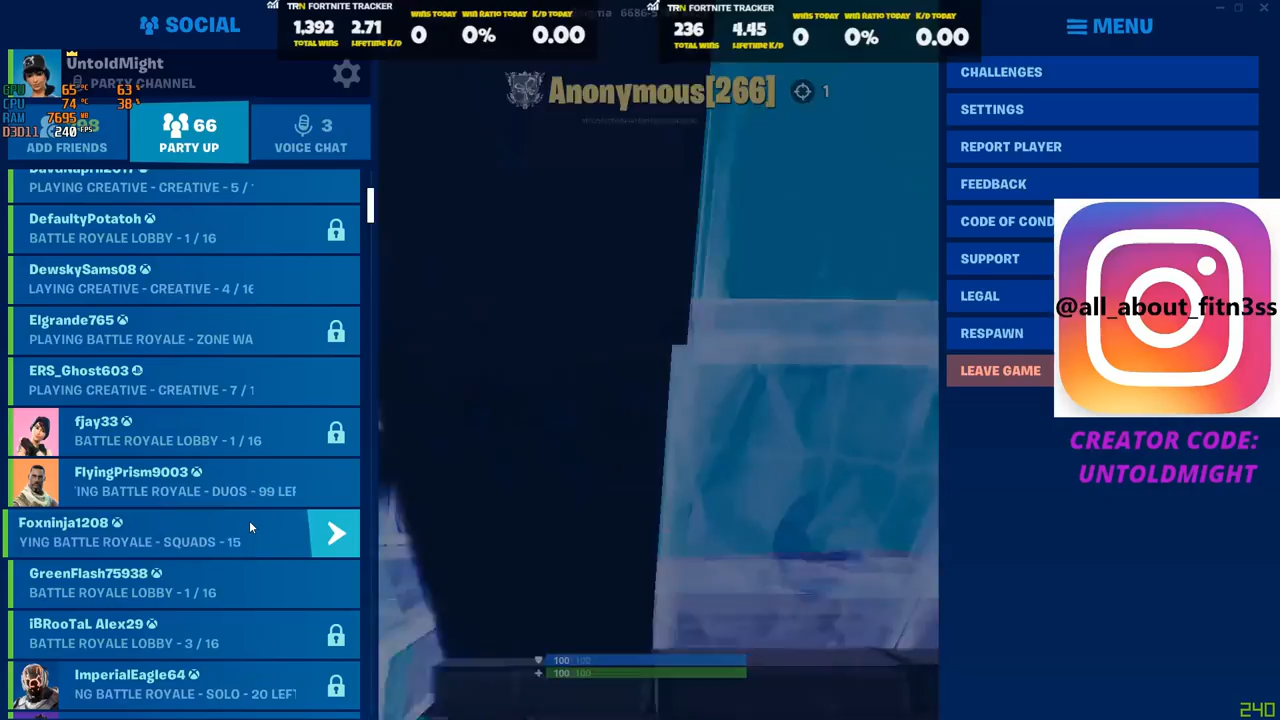 SOCIAL
UntoldMight
PARTY CHANNEL
GPU 65 °C 63 %
CPU 74 °C 38 %
RAM 7695 MB
D3D11 240 FPS
ADD FRIENDS
66
PARTY UP
3
VOICE CHAT
PLAYING CREATIVE - CREATIVE - 5 /
DefaultyPotatoh
BATTLE ROYALE LOBBY - 1 / 16
DewskySams08
LAYING CREATIVE - CREATIVE - 4 / 16
Elgrande765
PLAYING BATTLE ROYALE - ZONE WA
ERS_Ghost603
PLAYING CREATIVE - CREATIVE - 7 / 1
fjay33
BATTLE ROYALE LOBBY - 1 / 16
FlyingPrism9003
ING BATTLE ROYALE - DUOS - 99 LEF
Foxninja1208
YING BATTLE ROYALE - SQUADS - 15
GreenFlash75938
BATTLE ROYALE LOBBY - 1 / 16
iBRooTaL Alex29
BATTLE ROYALE LOBBY - 3 / 16
ImperialEagle64
NG BATTLE ROYALE - SOLO - 20 LEFT
TRN FORTNITE TRACKER
1,392 2.71
TOTAL WINS LIFETIME K/D
WINS TODAY WIN RATIO TODAY K/D TODAY
0 0% 0.00
TRN FORTNITE TRACKER
236 4.45
TOTAL WINS LIFETIME K/D
WINS TODAY WIN RATIO TODAY K/D TODAY
0 0% 0.00
Anonymous[266] 1
100 100
100 100
MENU
CHALLENGES
SETTINGS
REPORT PLAYER
FEEDBACK
CODE OF COND
SUPPORT
LEGAL
RESPAWN
LEAVE GAME
@all_about_fitn3ss
CREATOR CODE:
UNTOLDMIGHT
240